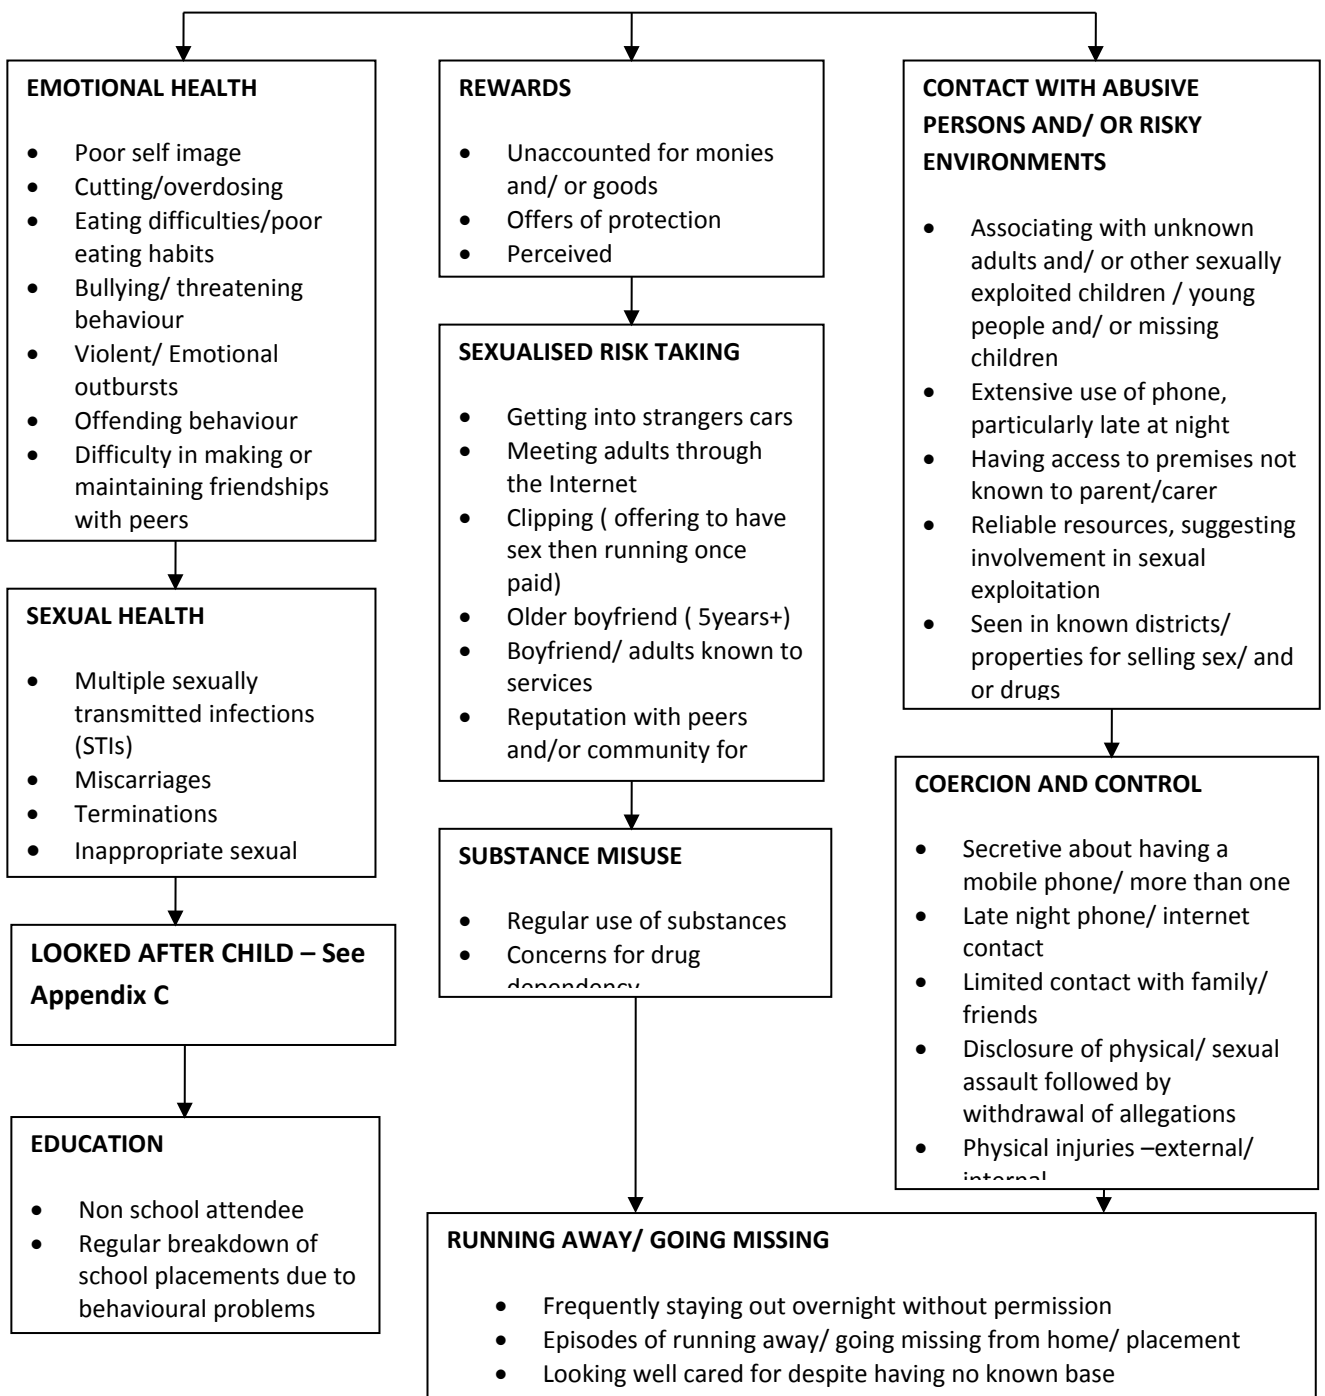 EMOTIONAL HEALTH
• Poor self image
• Cutting/overdosing
• Eating difficulties/poor
eating habits
• Bullying/ threatening
behaviour
• Violent/ Emotional
outbursts
• Offending behaviour
• Difficulty in making or
maintaining friendships
with peers
SEXUAL HEALTH
• Multiple sexually
transmitted infections
(STIs)
• Miscarriages
• Terminations
• Inappropriate sexual
LOOKED AFTER CHILD – See
Appendix C
EDUCATION
• Non school attendee
• Regular breakdown of
school placements due to
behavioural problems
REWARDS
• Unaccounted for monies
and/ or goods
• Offers of protection
• Perceived
SEXUALISED RISK TAKING
• Getting into strangers cars
• Meeting adults through
the Internet
• Clipping ( offering to have
sex then running once
paid)
• Older boyfriend ( 5years+)
• Boyfriend/ adults known to
services
• Reputation with peers
and/or community for
SUBSTANCE MISUSE
• Regular use of substances
• Concerns for drug
dependency
CONTACT WITH ABUSIVE
PERSONS AND/ OR RISKY
ENVIRONMENTS
• Associating with unknown
adults and/ or other sexually
exploited children / young
people and/ or missing
children
• Extensive use of phone,
particularly late at night
• Having access to premises not
known to parent/carer
• Reliable resources, suggesting
involvement in sexual
exploitation
• Seen in known districts/
properties for selling sex/ and
or drugs
COERCION AND CONTROL
• Secretive about having a
mobile phone/ more than one
• Late night phone/ internet
contact
• Limited contact with family/
friends
• Disclosure of physical/ sexual
assault followed by
withdrawal of allegations
• Physical injuries –external/
internal
RUNNING AWAY/ GOING MISSING
• Frequently staying out overnight without permission
• Episodes of running away/ going missing from home/ placement
• Looking well cared for despite having no known base